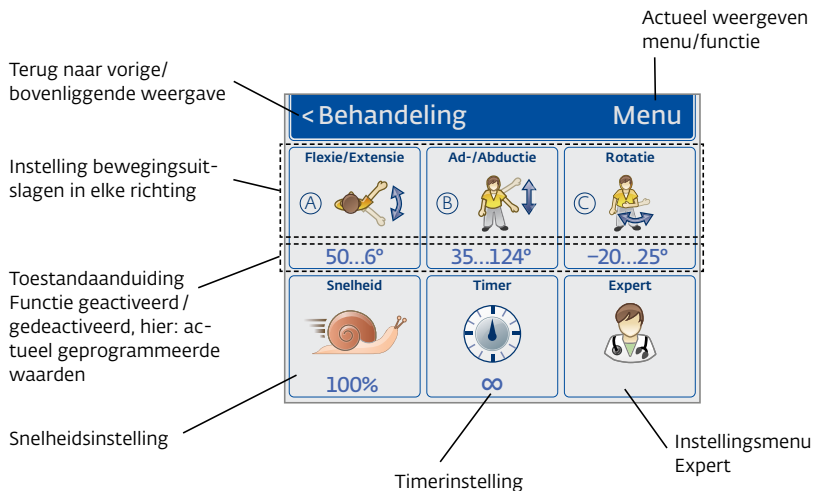 Actueel weergeven
menu/functie
Terug naar vorige/
bovenliggende weergave
< Behandeling Menu
Instelling bewegingsuit-
slagen in elke richting
Flexie/Extensie Ad-/Abductie Rotatie
A B C
50...6° 35...124° –20...25°
Toestandaanduiding
Functie geactiveerd /
gedeactiveerd, hier: ac-
tueel geprogrammeerde
waarden
Snelheid Timer Expert
100% ∞
Snelheidsinstelling
Timerinstelling
Instellingsmenu
Expert